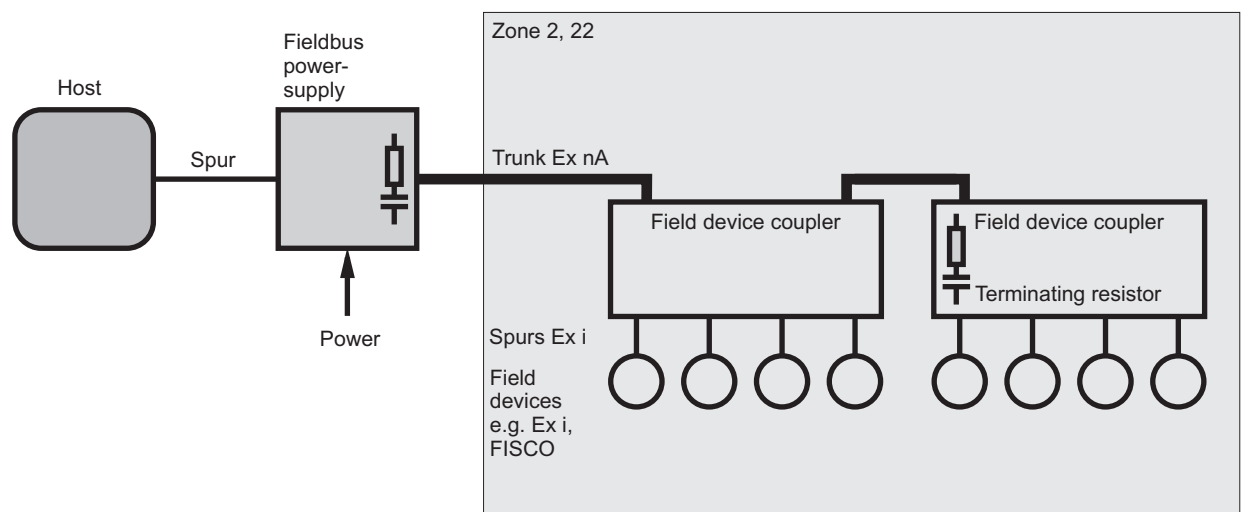 Zone 2, 22
Fieldbus
power-
supply
Host
Spur
Trunk Ex nA
Field device coupler
Field device coupler
Terminating resistor
Power
Spurs Ex i
Field
devices
e.g. Ex i,
FISCO